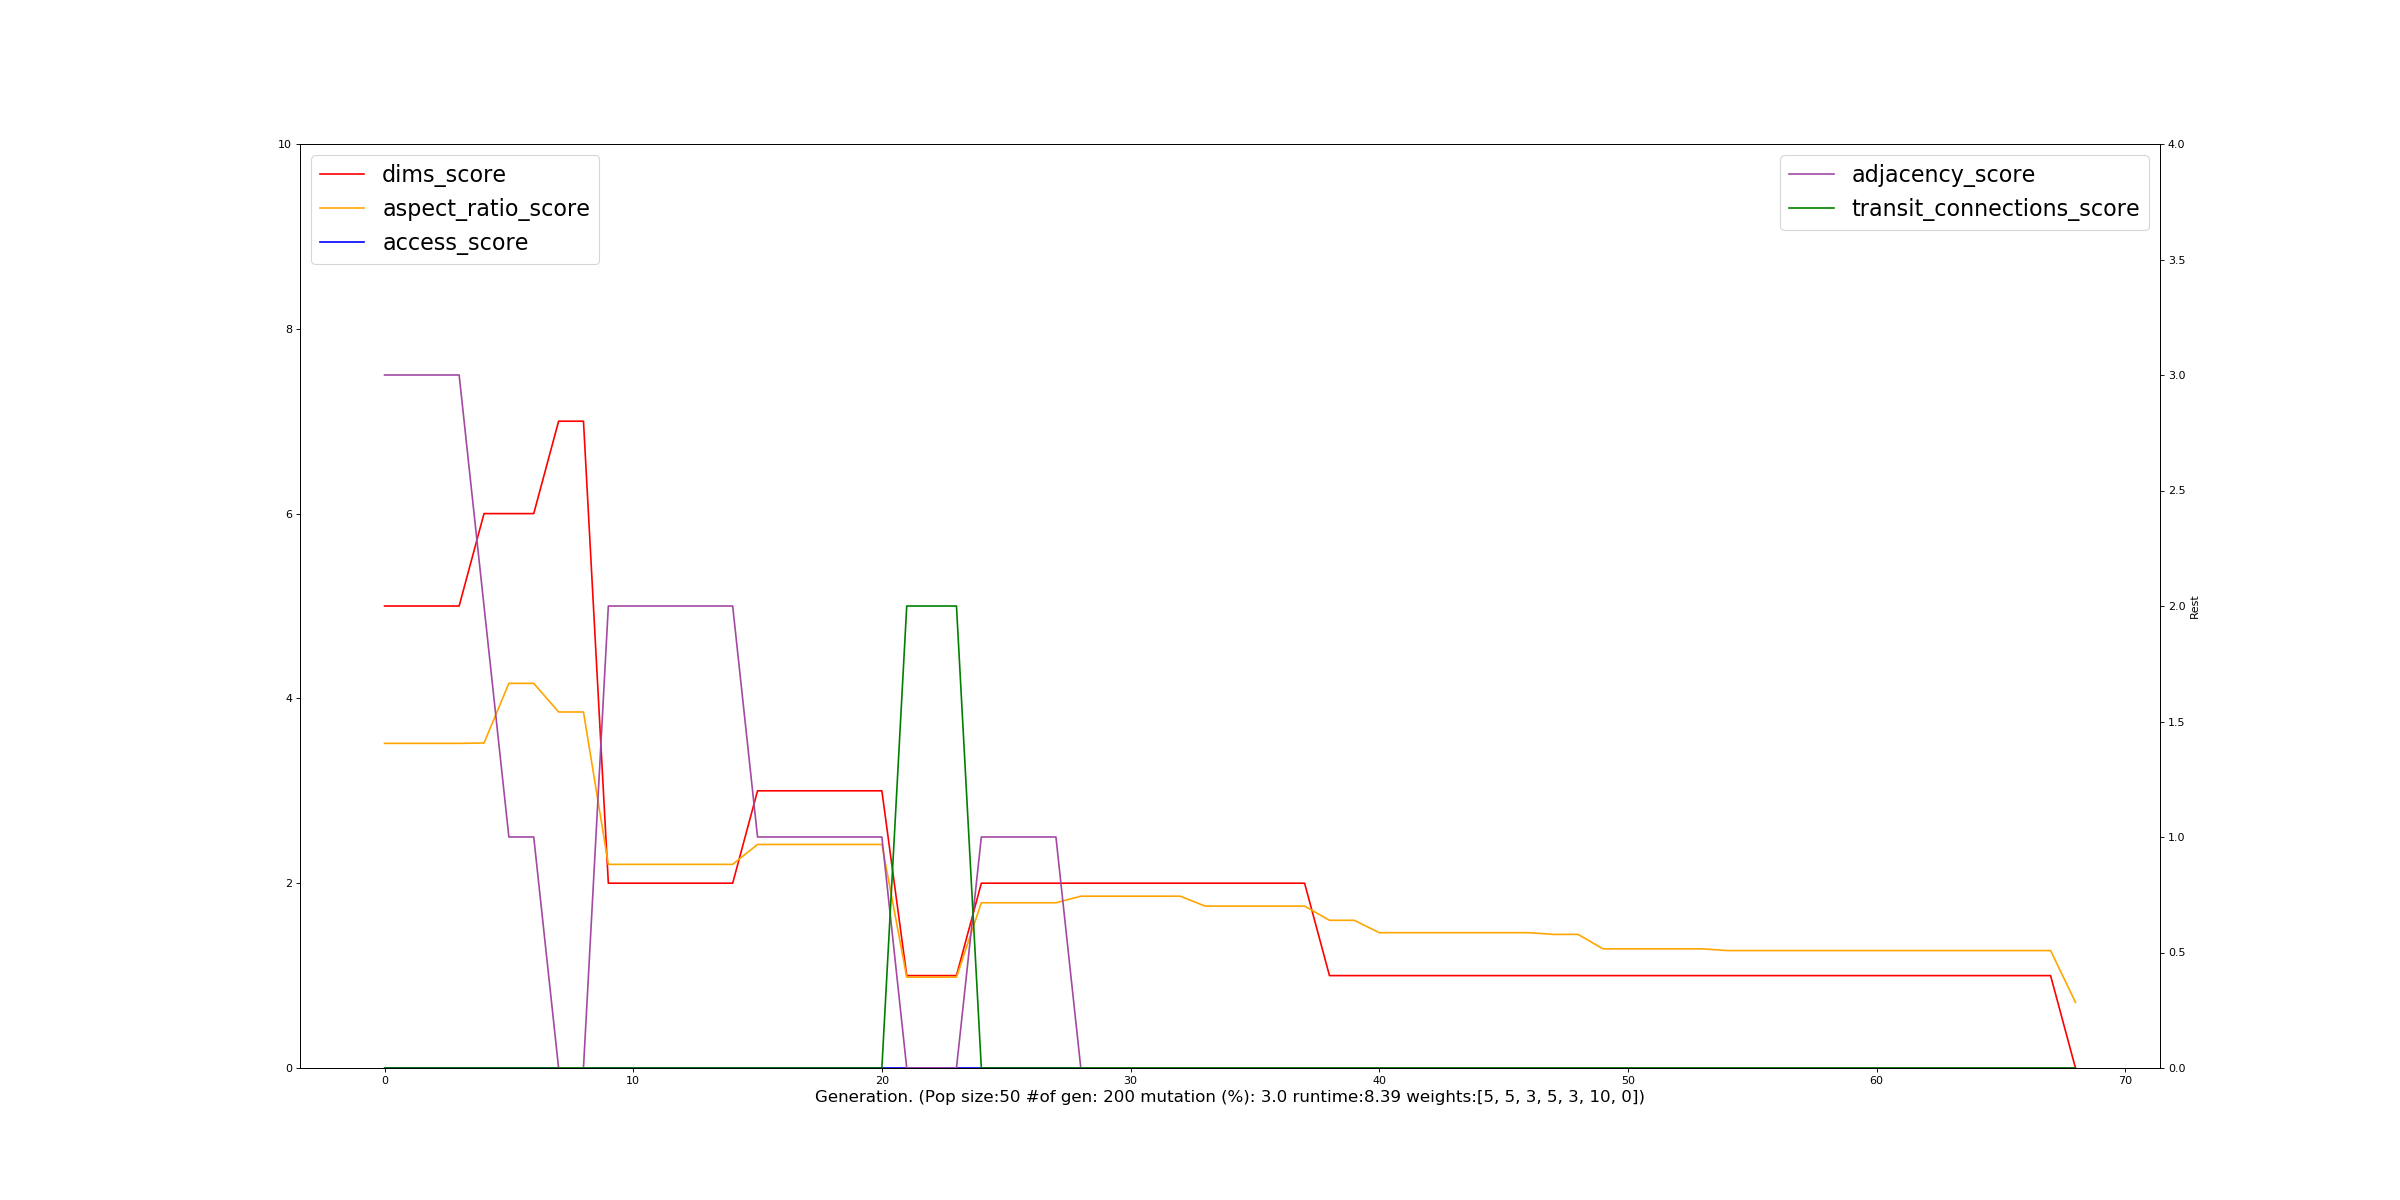 10
8
6
4
2
0
dims_score
aspect_ratio_score
access_score
adjacency_score
transit_connections_score
4.0
3.5
3.0
2.5
2.0
1.5
1.0
0.5
0.0
Rest
0 10 20 30 40 50 60 70
Generation. (Pop size:50 #of gen: 200 mutation (%): 3.0 runtime:8.39 weights:[5, 5, 3, 5, 3, 10, 0])